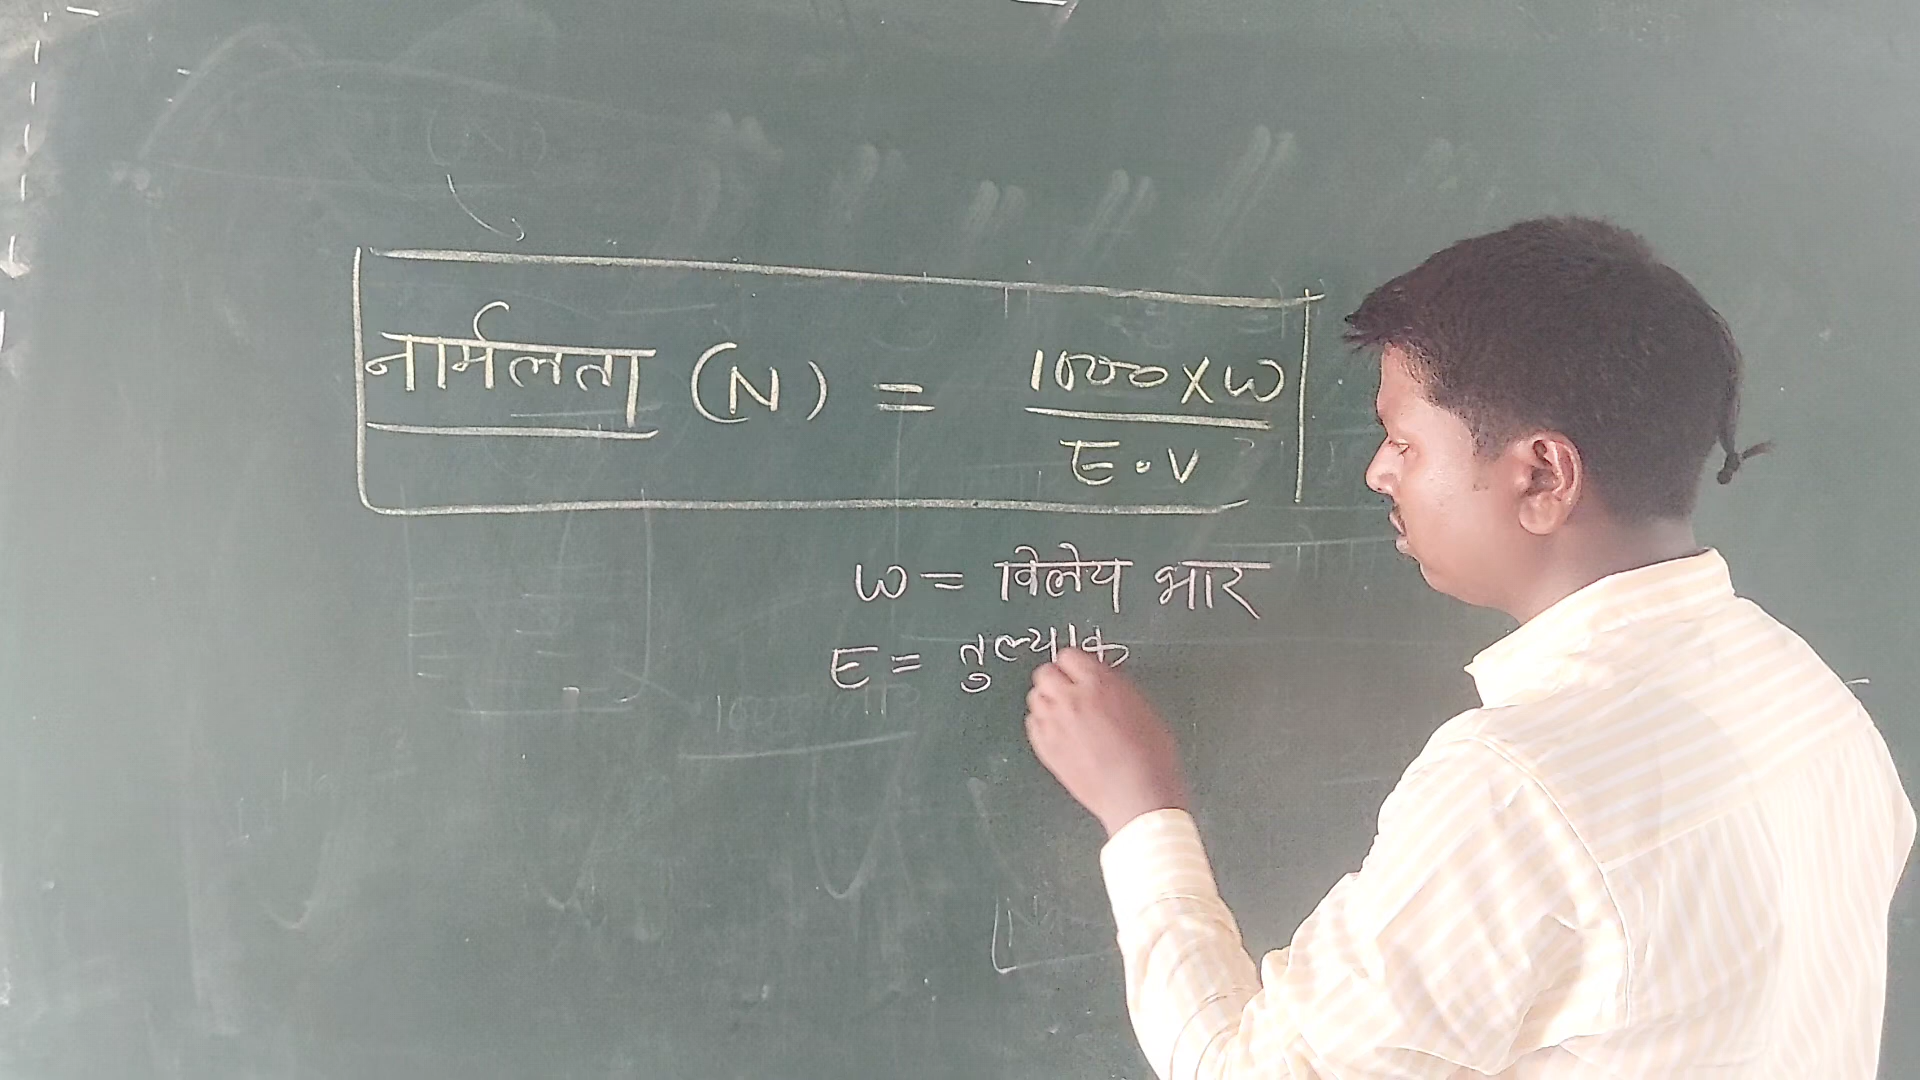 नार्मलता (N) = 1000 x W / E . V
W = विलेय भार
E = तुल्याक